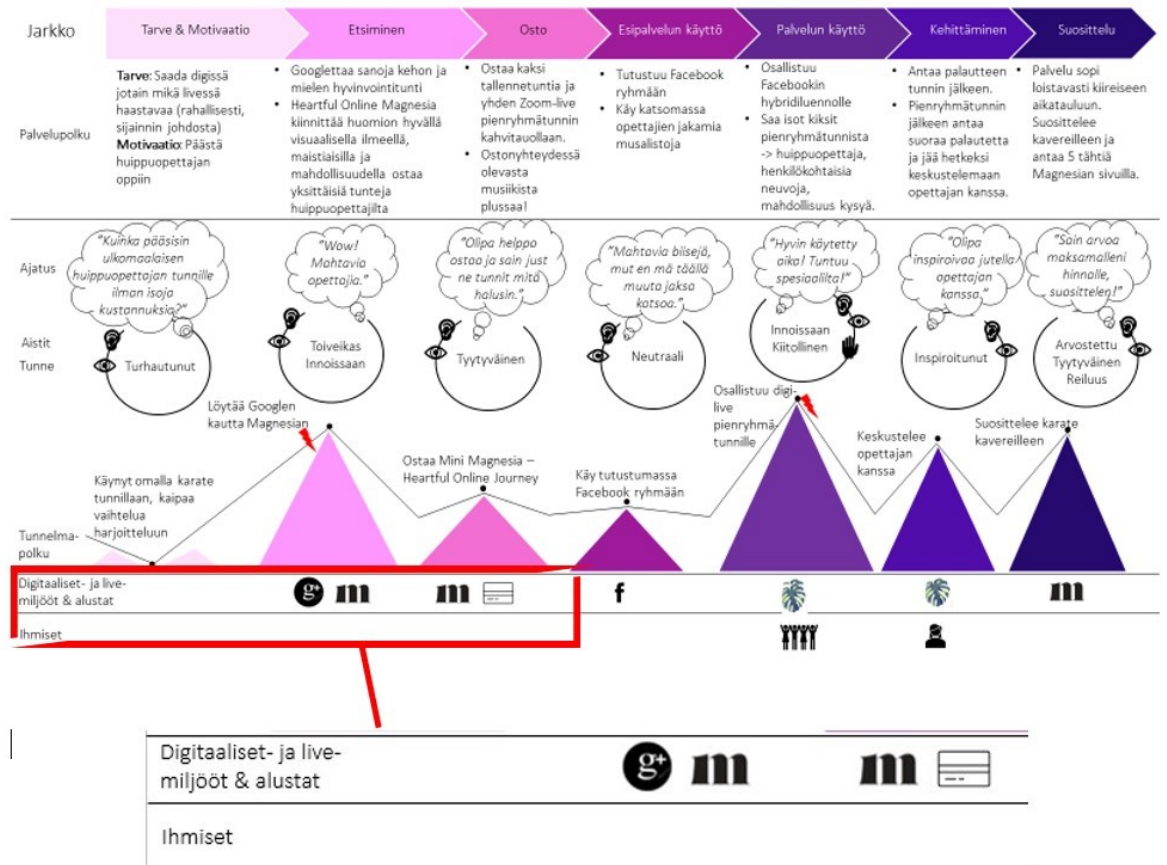 Jarkko
Tarve & Motivaatio
Etsiminen
Osto
Esipalvelun käyttö
Palvelun käyttö
Kehittäminen
Suosittelu
Palvelupolku
Tarve: Saada digissä
jotain mikä livessä
haastavaa (rahallisesti,
sijainnin johdosta)
Motivaatio: Päästä
huippuopettajan
oppiin
• Googlettaa sanoja kehon ja
mielen hyvinvointitunti
• Heartful Online Magnesia
kiinnittää huomion hyvällä
visuaalisella ilmeellä,
maistiaisilla ja
mahdollisuudella ostaa
yksittäisiä tunteja
huippuopettajilta
• Ostaa kaksi
tallennetuntia ja
yhden Zoom-live
pienryhmätunnin
kahvitauollaan.
• Ostonyhteydessä
olevasta
musiikista
plussaa!
• Tutustuu Facebook
ryhmään
• Käy katsomassa
opettajien jakamia
musalistoja
• Osallistuu
Facebookin
hybridiluennolle
• Saa isot kiksit
pienryhmätunnista
-> huippuopettaja,
henkilökohtaisia
neuvoja,
mahdollisuus kysyä.
• Antaa palautteen
tunnin jälkeen.
• Pienryhmätunnin
jälkeen antaa
suoraa palautetta
ja jää hetkeksi
keskustelemaan
opettajan kanssa.
• Palvelu sopi
loistavasti kiireiseen
aikatauluun.
Suosittelee
kavereilleen ja
antaa 5 tähtiä
Magnesian sivuilla.
Ajatus
"Kuinka pääsisin
ulkomaalaisen
huippuopettajan tunnille
ilman isoja
kustannuksia?"
"Wow!
Mahtavia
opettajia."
"Olipa helppo
ostaa ja sain just
ne tunnit mitä
halusin."
"Mahtavia biisejä,
mut en mä täällä
muuta jaksa
katsoa."
"Hyvin käytetty
aika! Tuntuu
spesiaalilta!"
"Olipa
inspiroivaa jutella
opettajan
kanssa."
"Sain arvoa
maksamalleni
hinnalle,
suosittelen!"
Aistit
Tunne
Turhautunut
Toiveikas
Innoissaan
Tyytyväinen
Neutraali
Innoissaan
Kiitollinen
Inspiroitunut
Arvostettu
Tyytyväinen
Reiluus
Tunnelma-
polku
Käynyt omalla karate
tunnillaan, kaipaa
vaihtelua
harjoitteluun
Löytää Googlen
kautta Magnesian
Ostaa Mini Magnesia –
Heartful Online Journey
Käy tutustumassa
Facebook ryhmään
Osallistuu digi-
live
pienryhmä-
tunnille
Keskustelee
opettajan
kanssa
Suosittelee karate
kavereilleen
Digitaaliset- ja live-
miljööt & alustat
g+ m
m
f
m
Ihmiset
Digitaaliset- ja live-
miljööt & alustat
g+ m
m
Ihmiset